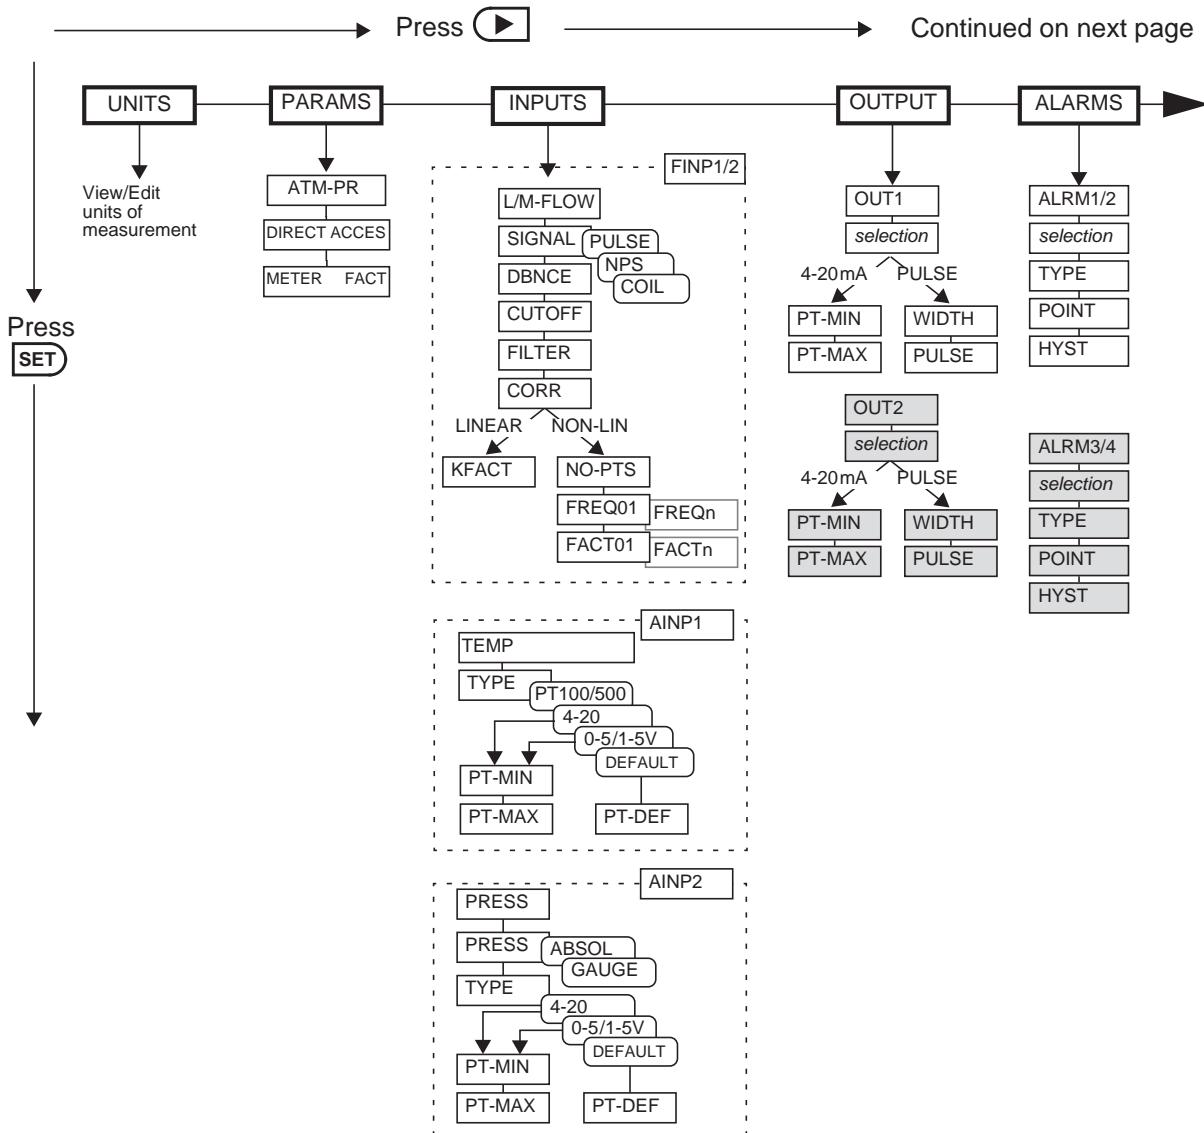 Press
Continued on next page
UNITS
PARAMS
INPUTS
OUTPUT
ALARMS
View/Edit
units of
measurement
ATM-PR
DIRECT ACCES
METER FACT
Press
SET
FINP1/2
L/M-FLOW
SIGNAL
PULSE
NPS
COIL
DBNCE
CUTOFF
FILTER
CORR
LINEAR
NON-LIN
KFACT
NO-PTS
FREQ01
FREQn
FACT01
FACTn
AINP1
TEMP
TYPE
PT100/500
4-20
0-5/1-5V
DEFAULT
PT-MIN
PT-MAX
PT-DEF
AINP2
PRESS
PRESS
ABSOL
GAUGE
TYPE
4-20
0-5/1-5V
DEFAULT
PT-MIN
PT-MAX
PT-DEF
OUT1
selection
4-20mA
PULSE
PT-MIN
WIDTH
PT-MAX
PULSE
OUT2
selection
4-20mA
PULSE
PT-MIN
WIDTH
PT-MAX
PULSE
ALRM1/2
selection
TYPE
POINT
HYST
ALRM3/4
selection
TYPE
POINT
HYST